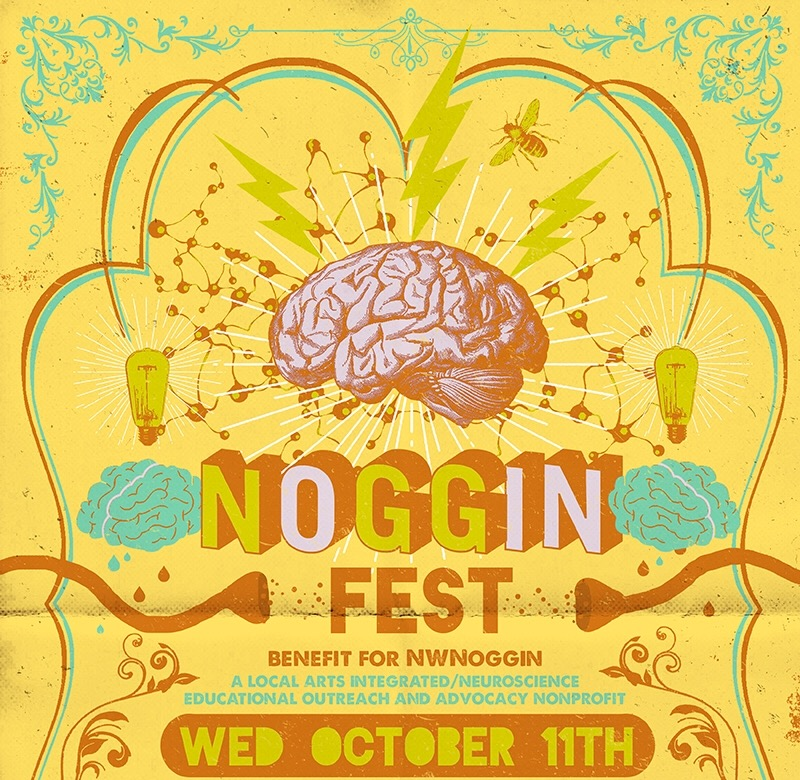 NOGGIN
FEST
BENEFIT FOR NWNOGGIN
A LOCAL ARTS INTEGRATED/NEUROSCIENCE
EDUCATIONAL OUTREACH AND ADVOCACY NONPROFIT
WED OCTOBER 11TH